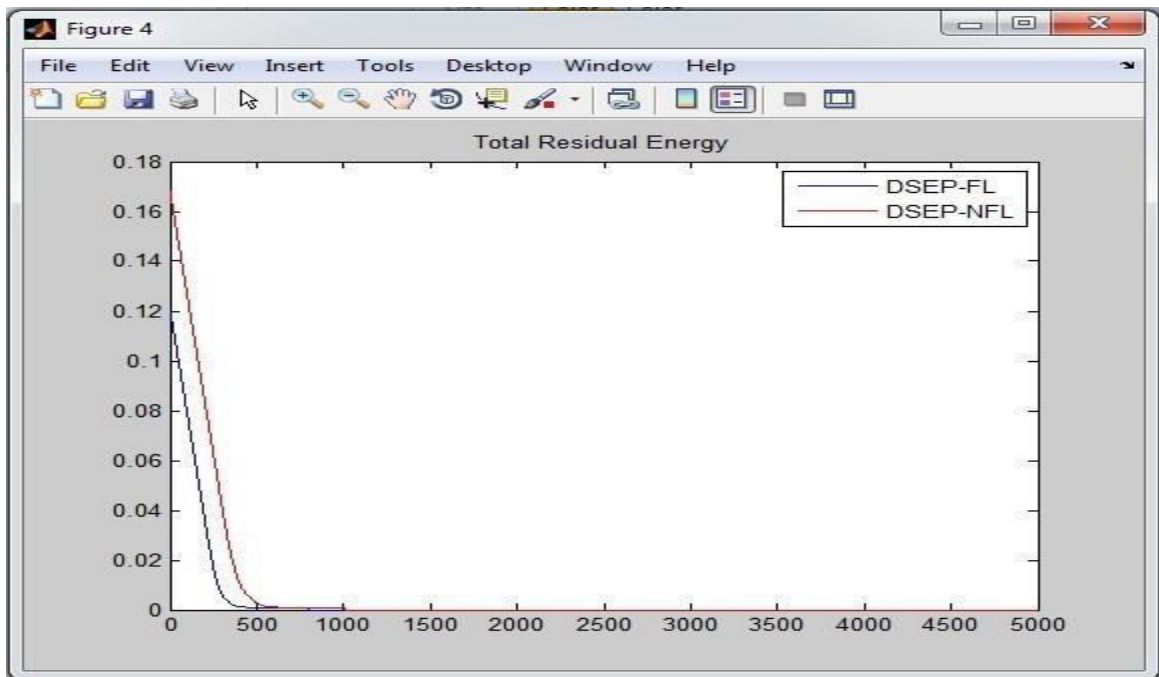 Figure 4
File Edit View Insert Tools Desktop Window Help
Total Residual Energy
DSEP-FL
DSEP-NFL
0.18
0.16
0.14
0.12
0.1
0.08
0.06
0.04
0.02
0
0 500 1000 1500 2000 2500 3000 3500 4000 4500 5000